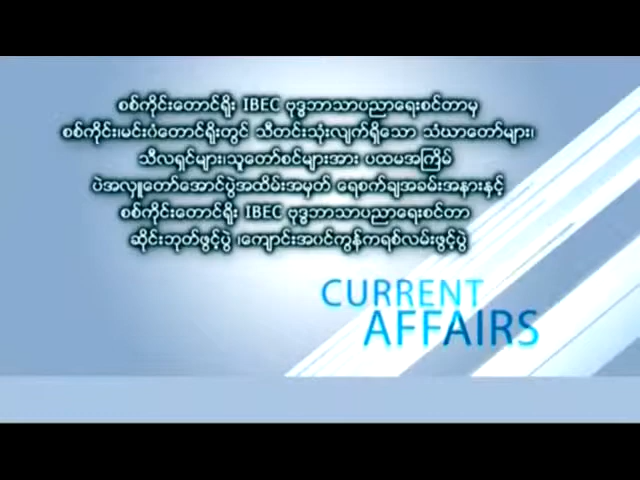 စစ်ကိုင်းတောင်ရိုး IBEC ဗုဒ္ဓဘာသာပညာရေးစင်တာမှ
စစ်ကိုင်း၊မင်းဝံတောင်ရိုးတွင် သီတင်းသုံးလျက်ရှိသော သံဃာတော်များ၊
သီလရှင်များ၊သူတော်စင်များအား ပထမအကြိမ်
ပဲအလှူတော်အောင်ပွဲအထိမ်းအမှတ် ရေစက်ချအခမ်းအနားနှင့်
စစ်ကိုင်းတောင်ရိုး IBEC ဗုဒ္ဓဘာသာပညာရေးစင်တာ
ဆိုင်းဘုတ်ဖွင့်ပွဲ ၊ကျောင်းအဝင်ကွန်ကရစ်လမ်းဖွင့်ပွဲ
CURRENT
AFFAIRS